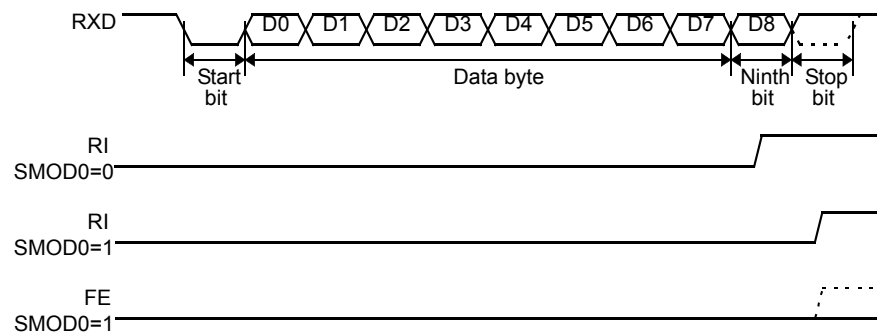 RXD D0 D1 D2 D3 D4 D5 D6 D7 D8
Start bit
Data byte
Ninth bit
Stop bit
RI
SMOD0=0
RI
SMOD0=1
FE
SMOD0=1